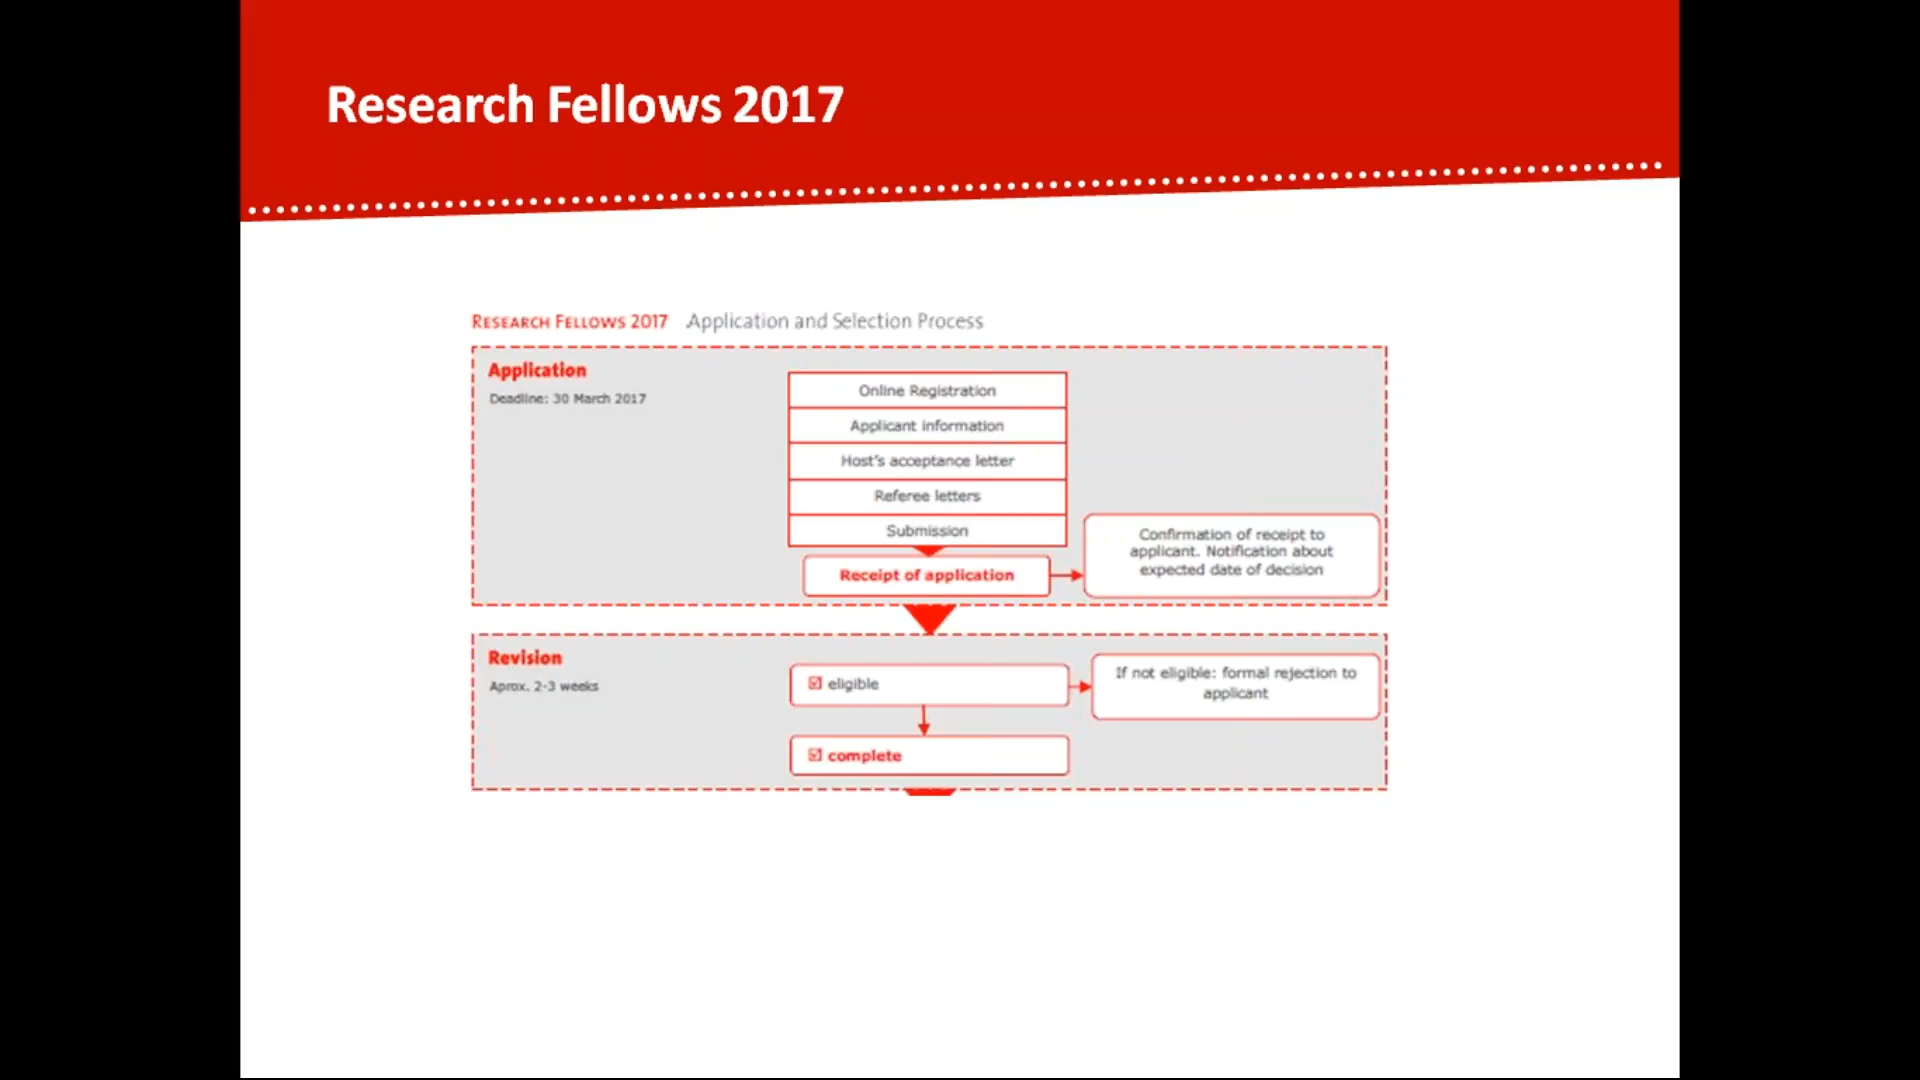 Research Fellows 2017
RESEARCH FELLOWS 2017 Application and Selection Process
Application
Deadline: 30 March 2017
Online Registration
Applicant information
Host's acceptance letter
Referee letters
Submission
Receipt of application
Confirmation of receipt to
applicant. Notification about
expected date of decision
Revision
Aprox. 2-3 weeks
☑ eligible
If not eligible: formal rejection to
applicant
☑ complete